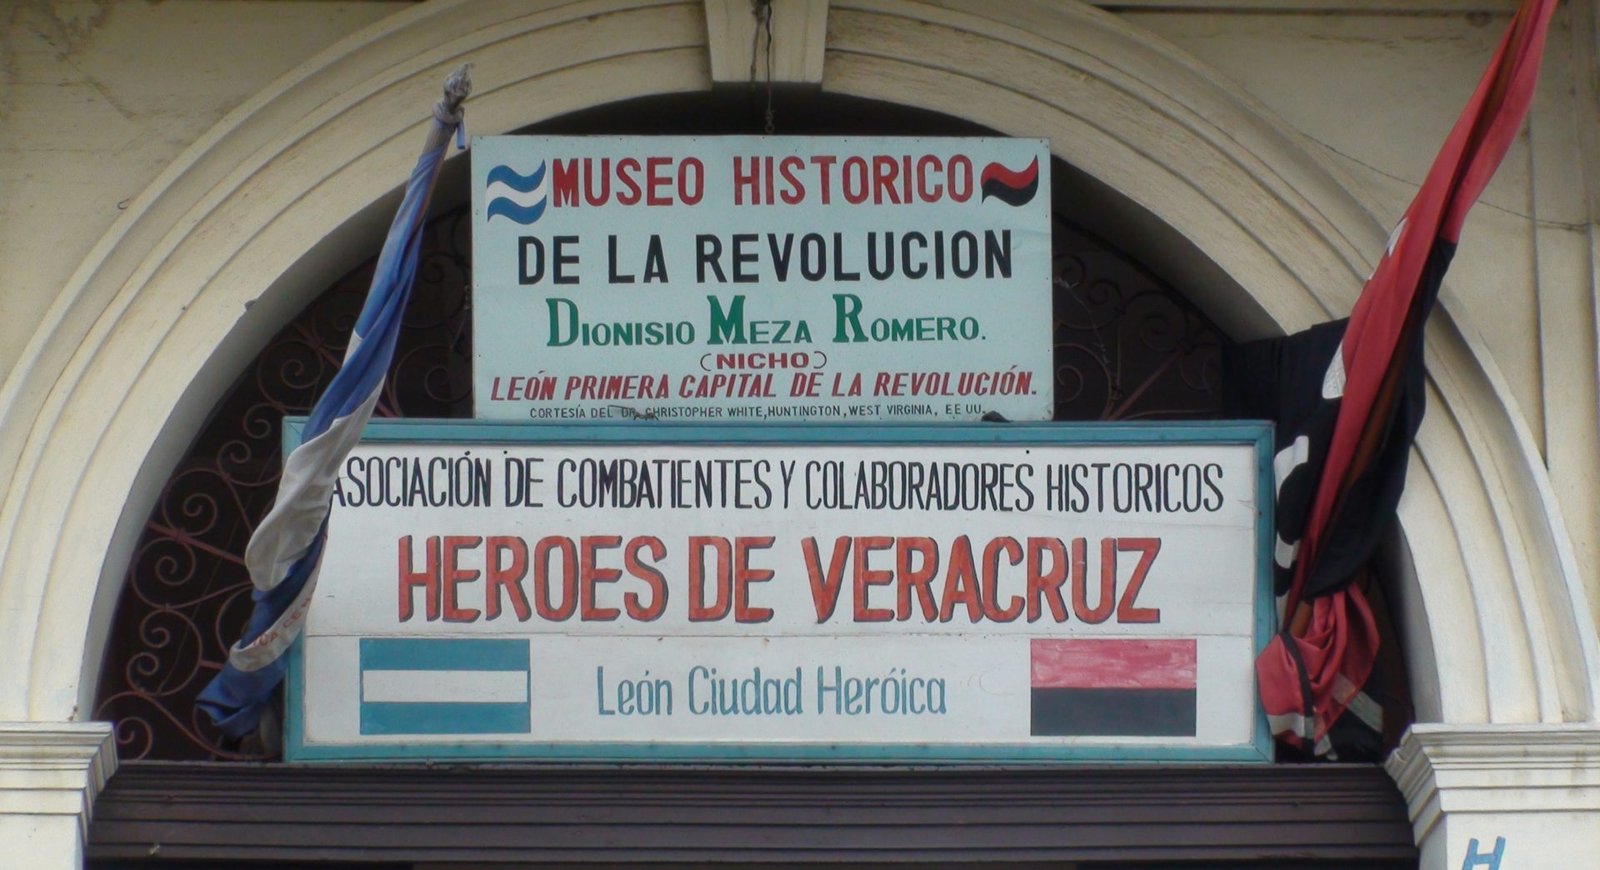 MUSEO HISTORICO
DE LA REVOLUCION
DIONISIO MEZA ROMERO.
(NICHO)
LEÓN PRIMERA CAPITAL DE LA REVOLUCIÓN.
CORTESÍA DEL DR. CHRISTOPHER WHITE, HUNTINGTON, WEST VIRGINIA, EE UU.
ASOCIACIÓN DE COMBATIENTES Y COLABORADORES HISTORICOS
HEROES DE VERACRUZ
León Ciudad Heróica
H